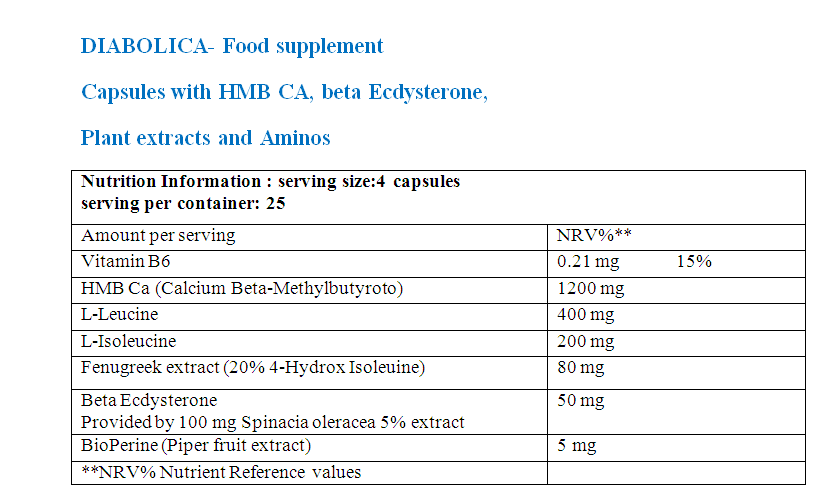 DIABOLICA- Food supplement
Capsules with HMB CA, beta Ecdysterone,
Plant extracts and Aminos
Nutrition Information : serving size:4 capsules
serving per container: 25
Amount per serving NRV%**
Vitamin B6 0.21 mg 15%
HMB Ca (Calcium Beta-Methylbutyroto) 1200 mg
L-Leucine 400 mg
L-Isoleucine 200 mg
Fenugreek extract (20% 4-Hydrox Isoleuine) 80 mg
Beta Ecdysterone 50 mg
Provided by 100 mg Spinacia oleracea 5% extract
BioPerine (Piper fruit extract) 5 mg
**NRV% Nutrient Reference values